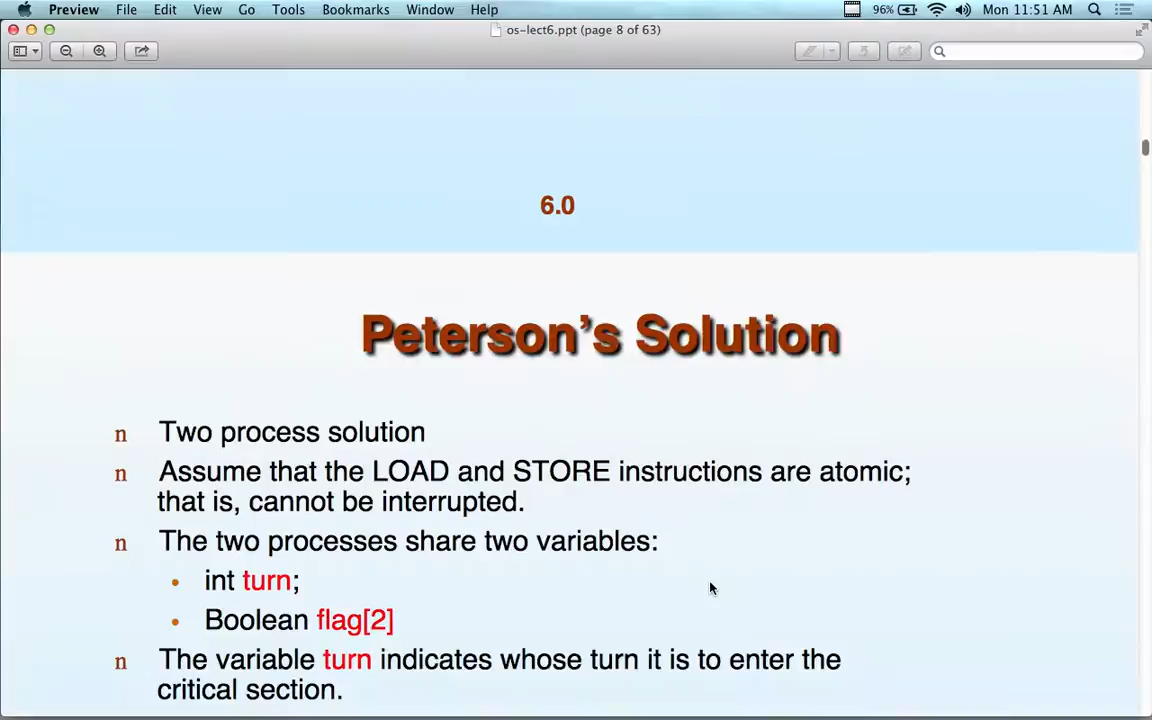 Preview File Edit View Go Tools Bookmarks Window Help 96% Mon 11:51 AM
os-lect6.ppt (page 8 of 63)
6.0
Peterson’s Solution
n Two process solution
n Assume that the LOAD and STORE instructions are atomic;
that is, cannot be interrupted.
n The two processes share two variables:
• int turn;
• Boolean flag[2]
n The variable turn indicates whose turn it is to enter the
critical section.